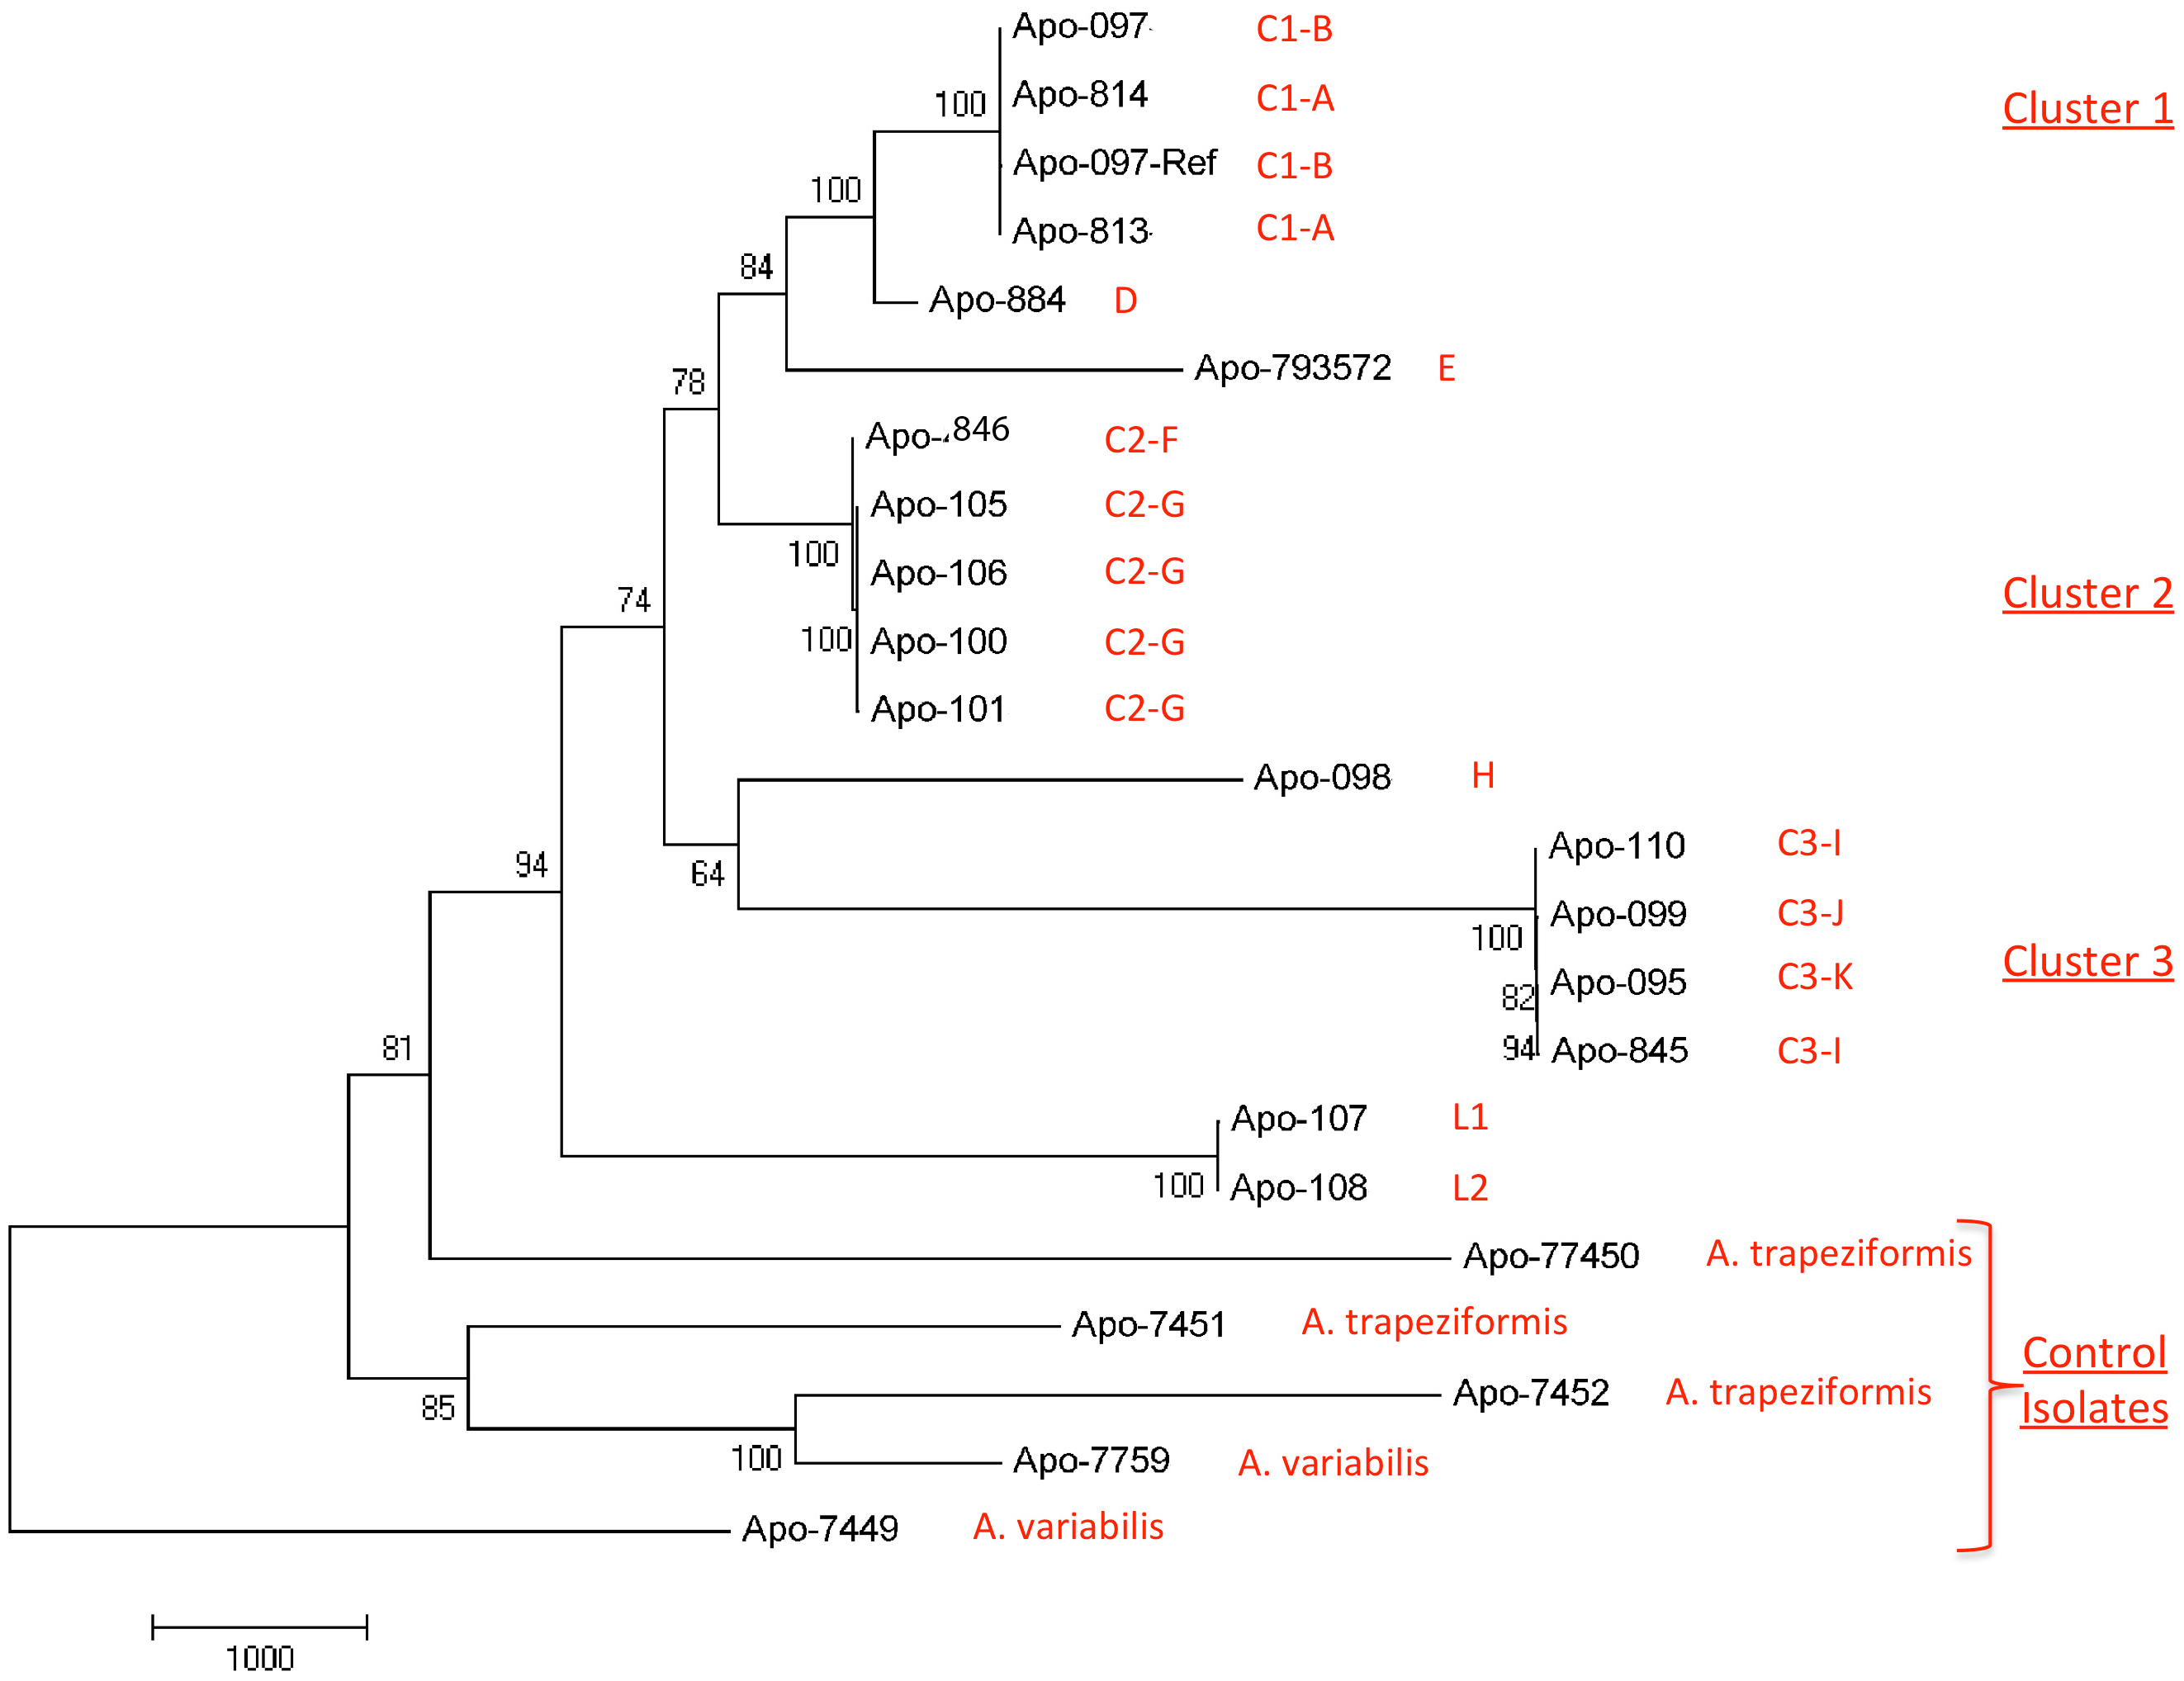 Apo-097 C1-B
100 Apo-814 C1-A Cluster 1
Apo-097-Ref C1-B
100
Apo-813 C1-A
84
Apo-884 D
Apo-793572 E
78
Apo-846 C2-F
Apo-105 C2-G
100
Apo-106 C2-G
74 Cluster 2
Apo-100 C2-G
100
Apo-101 C2-G
Apo-098 H
Apo-110 C3-I
94
64
Apo-099 C3-J
100
Cluster 3
Apo-095 C3-K
82
81
94 Apo-845 C3-I
Apo-107 L1
100 Apo-108 L2
Apo-77450 A. trapeziformis
Apo-7451 A. trapeziformis
Control
Apo-7452 A. trapeziformis
85
Isolates
100 Apo-7759 A. variabilis
Apo-7449 A. variabilis
1000